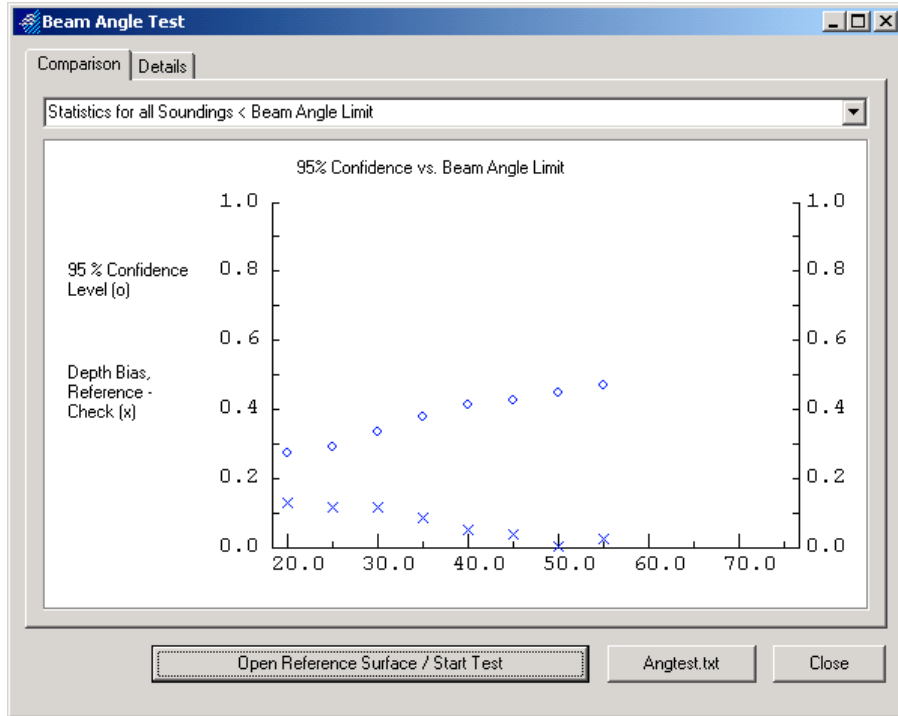 Beam Angle Test
Comparison
Details
Statistics for all Soundings < Beam Angle Limit
95% Confidence vs. Beam Angle Limit
1.0
1.0
95 % Confidence
Level (o)
0.8
0.8
0.6
0.6
Depth Bias,
Reference -
Check (x)
0.4
0.4
0.2
0.2
0.0
0.0
20.0 30.0 40.0 50.0 60.0 70.0
Open Reference Surface / Start Test
Angtest.txt
Close